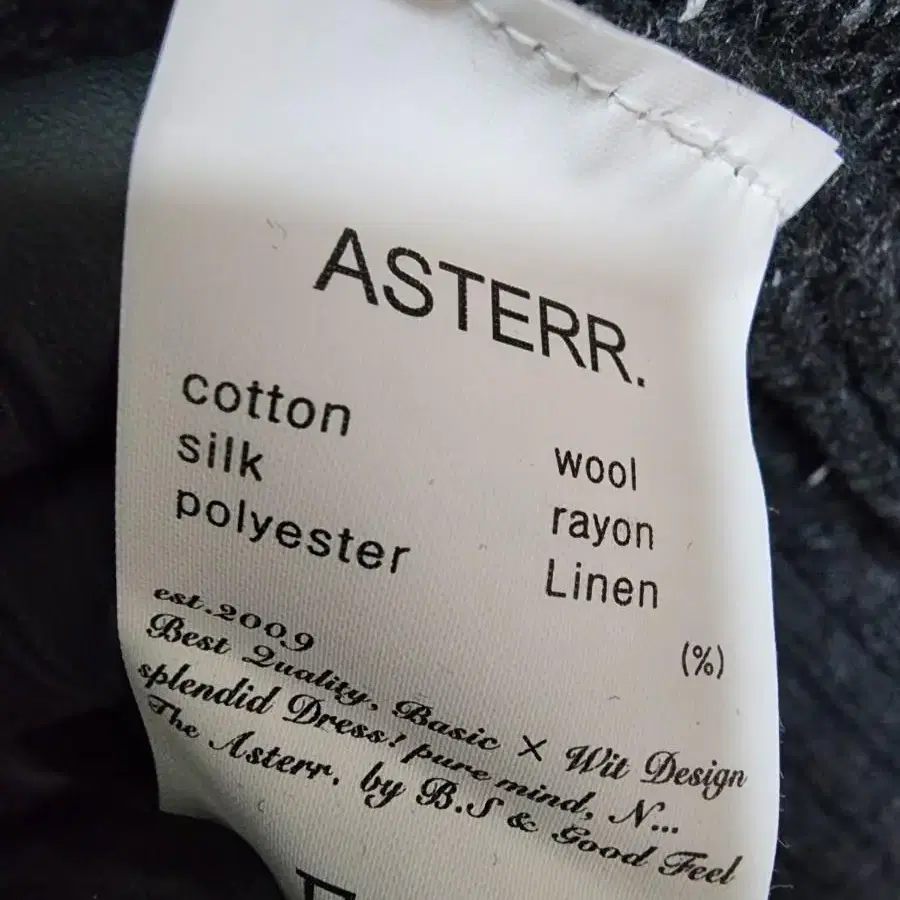 ASTERR.
cotton wool
silk rayon
polyester Linen
(%)
est.2009
Best Quality, Basic × Wit Design
splendid Dress! pure mind, N...
The Asterr. by B.S & Good Feel